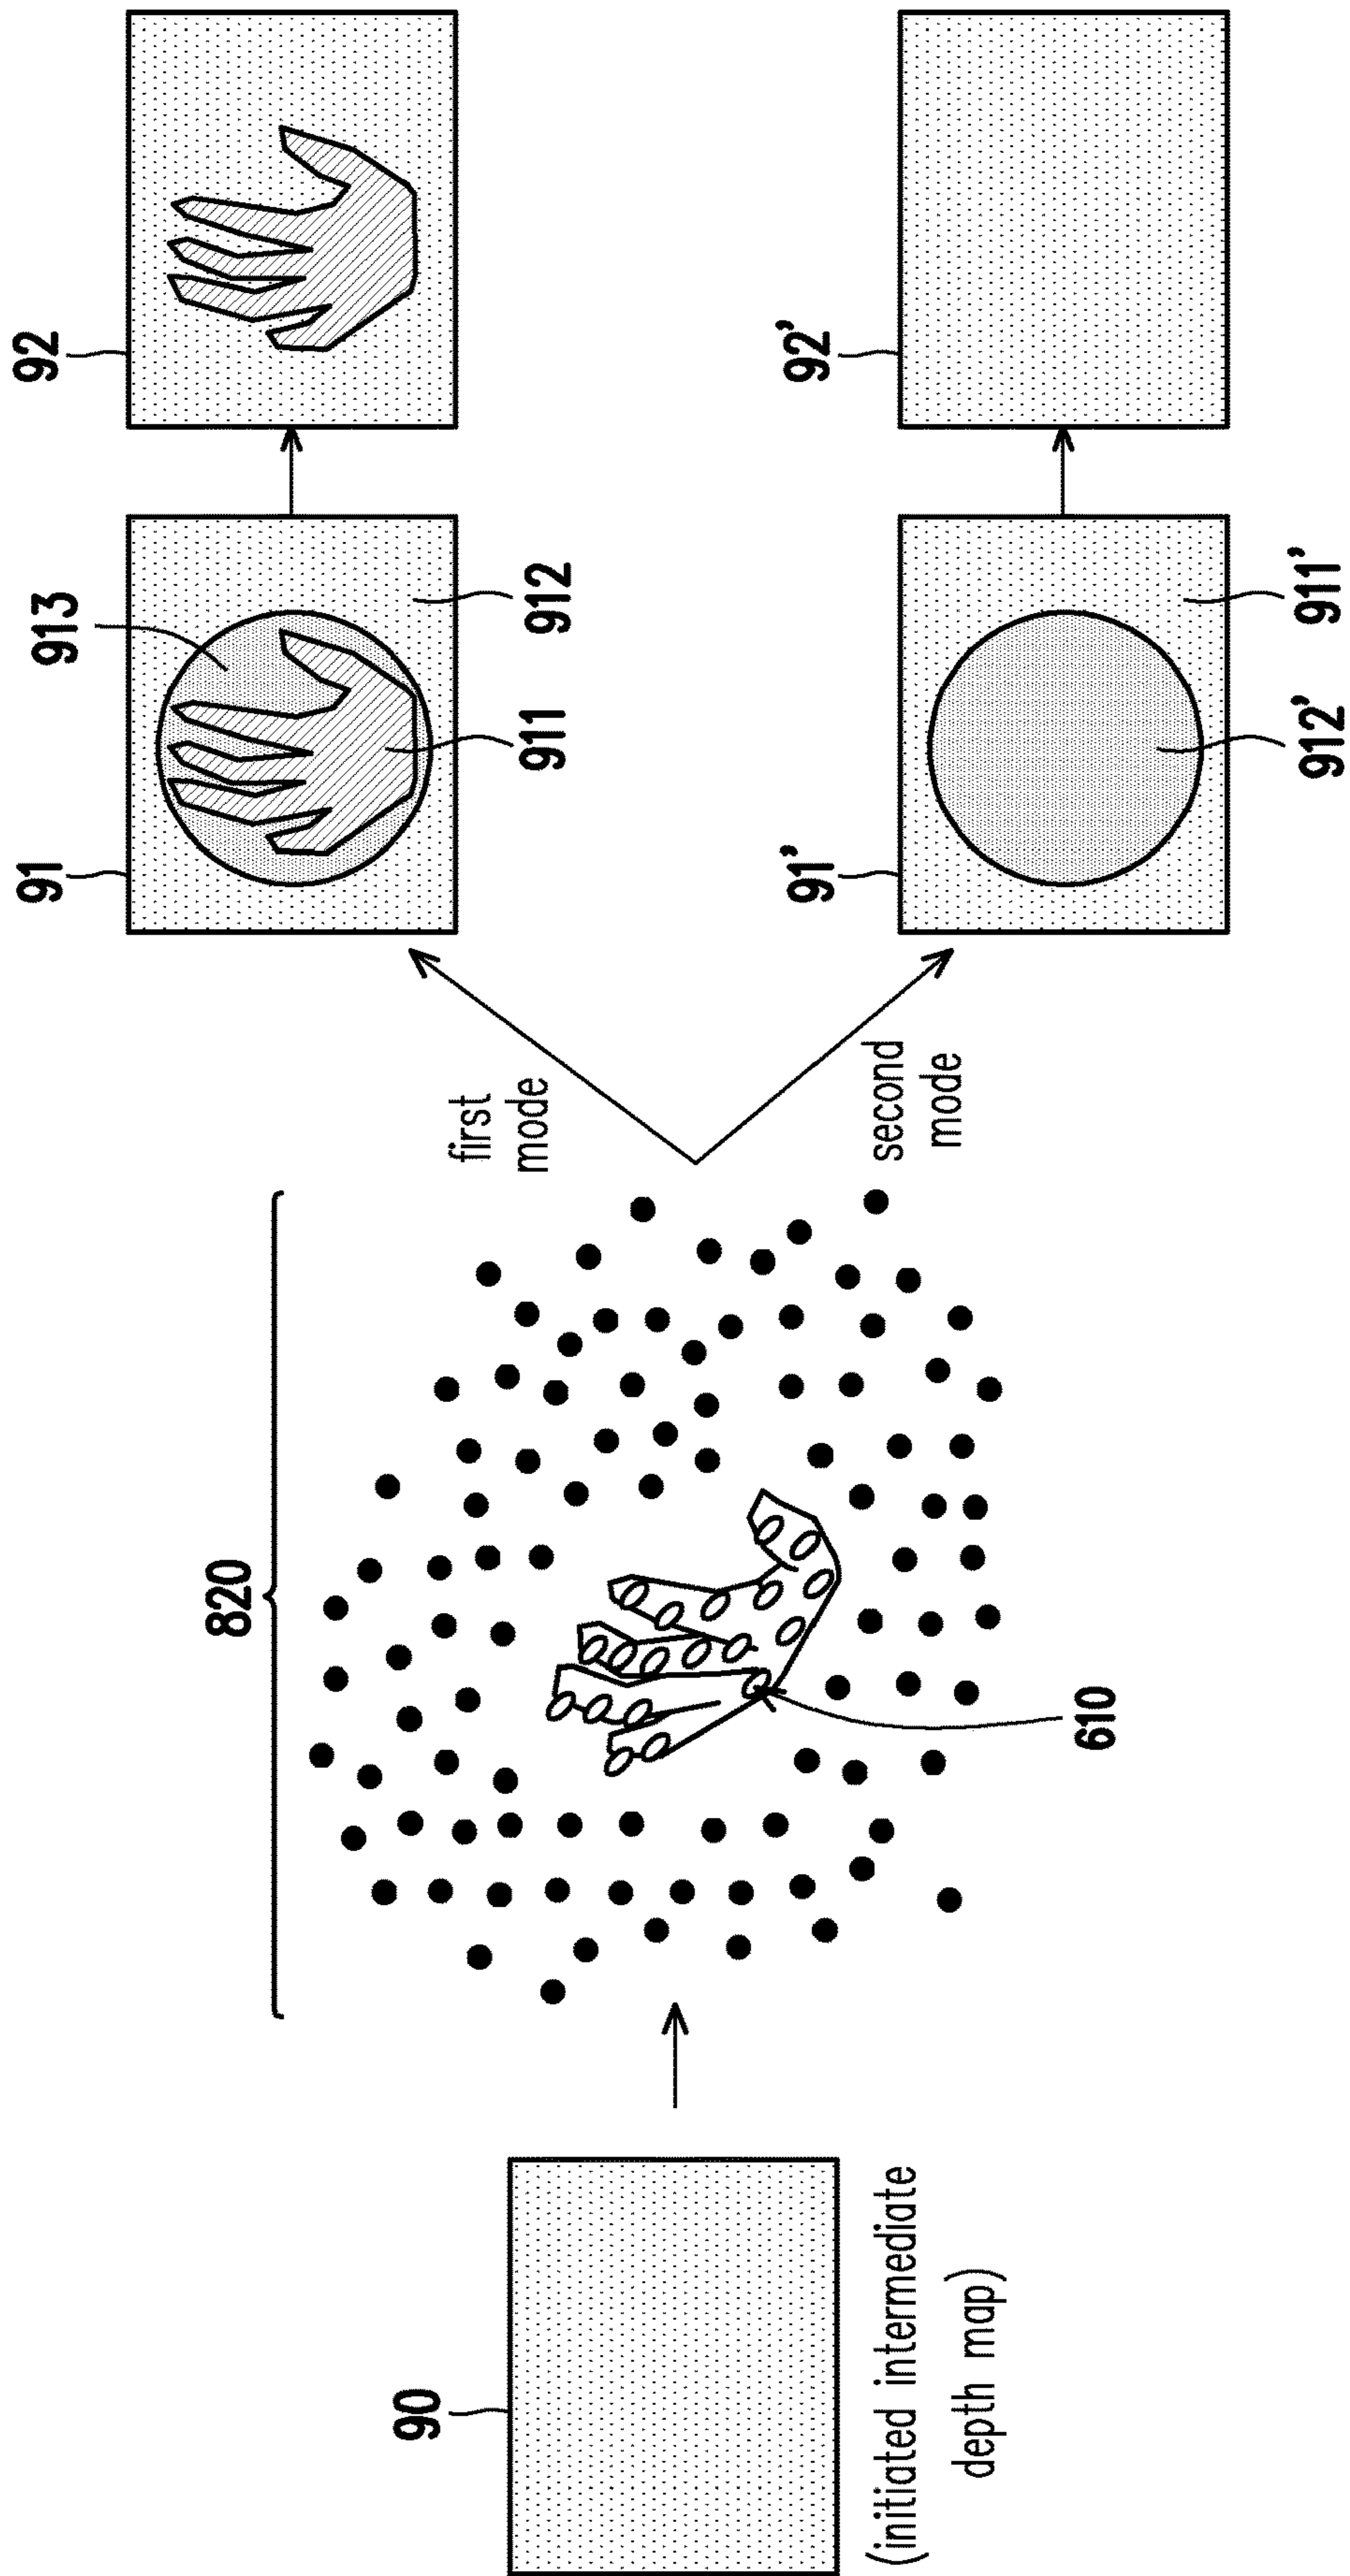 90
(initiated intermediate
depth map)
820
610
first
mode
second
mode
91
913
911
912
92
91’
912’
911’
92’